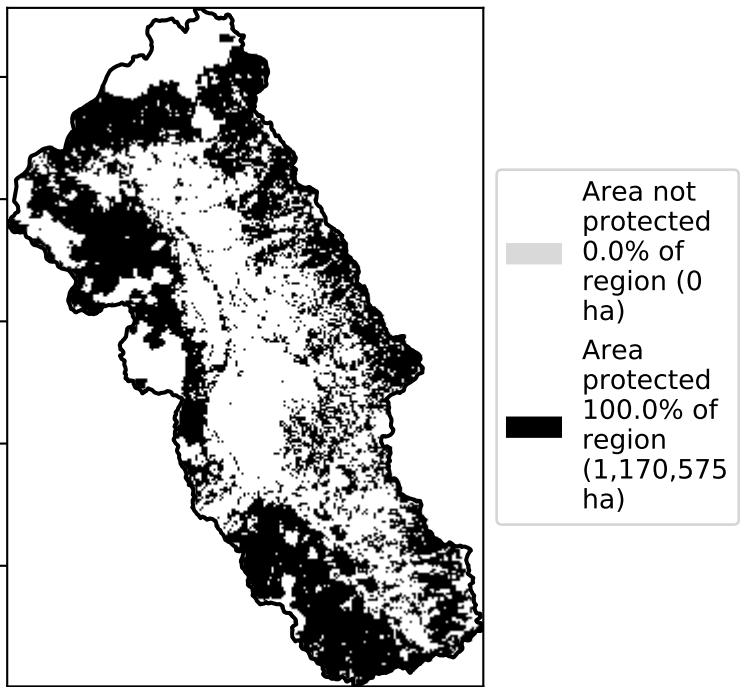 Area not
protected
0.0% of
region (0
ha)
Area
protected
100.0% of
region
(1,170,575
ha)